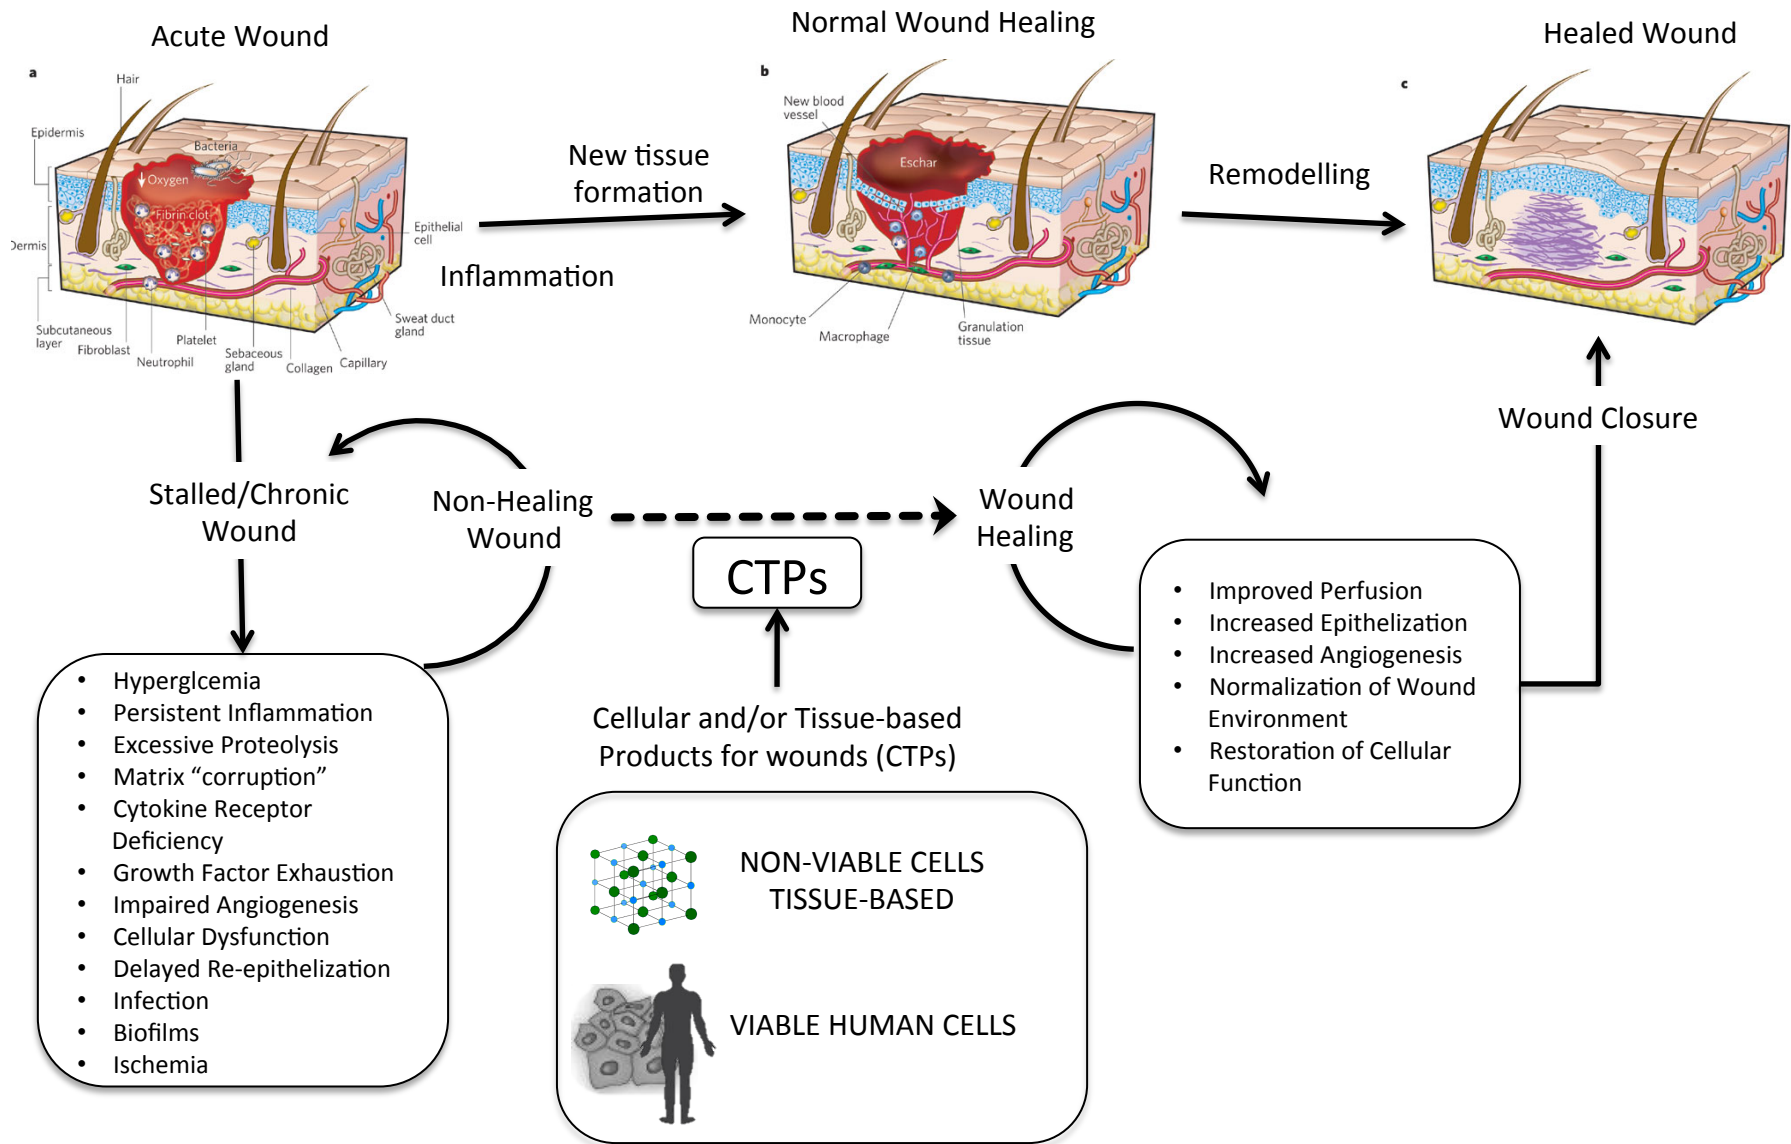 Acute Wound
Normal Wound Healing
Healed Wound
a
Hair
Epidermis
Bacteria
Oxygen
Fibrin clot
Dermis
Epithelial
cell
Sweat duct
gland
Subcutaneous
layer
Fibroblast
Neutrophil
Platelet
Sebaceous
gland
Collagen
Capillary
New tissue
formation
Inflammation
b
New blood
vessel
Eschar
Monocyte
Macrophage
Granulation
tissue
Remodelling
c
Wound Closure
Stalled/Chronic
Wound
Non-Healing
Wound
CTPs
Wound
Healing
• Hyperglcemia
• Persistent Inflammation
• Excessive Proteolysis
• Matrix “corruption”
• Cytokine Receptor
Deficiency
• Growth Factor Exhaustion
• Impaired Angiogenesis
• Cellular Dysfunction
• Delayed Re-epithelization
• Infection
• Biofilms
• Ischemia
Cellular and/or Tissue-based
Products for wounds (CTPs)
NON-VIABLE CELLS
TISSUE-BASED
VIABLE HUMAN CELLS
• Improved Perfusion
• Increased Epithelization
• Increased Angiogenesis
• Normalization of Wound
Environment
• Restoration of Cellular
Function